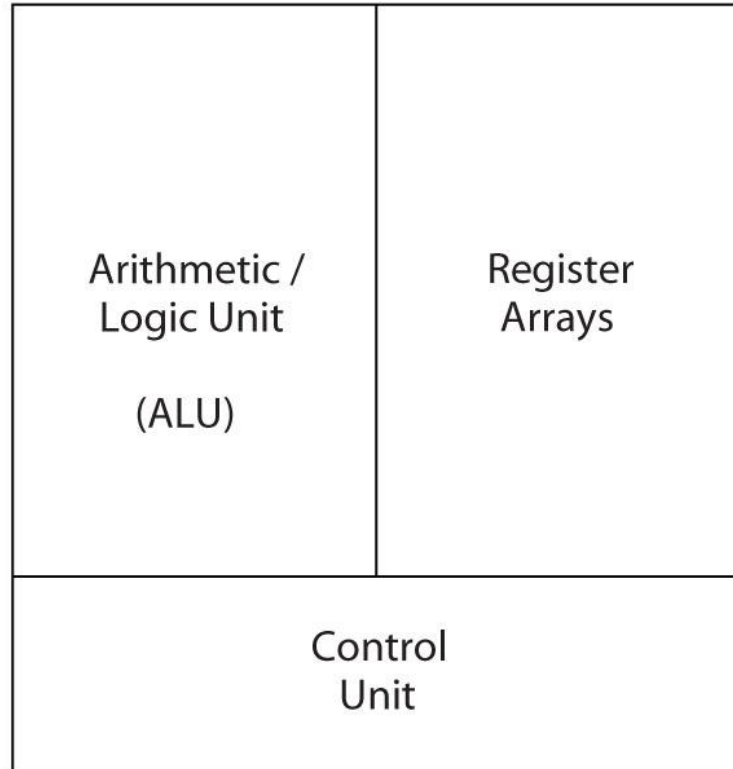 Arithmetic /
Logic Unit
(ALU)
Register
Arrays
Control
Unit